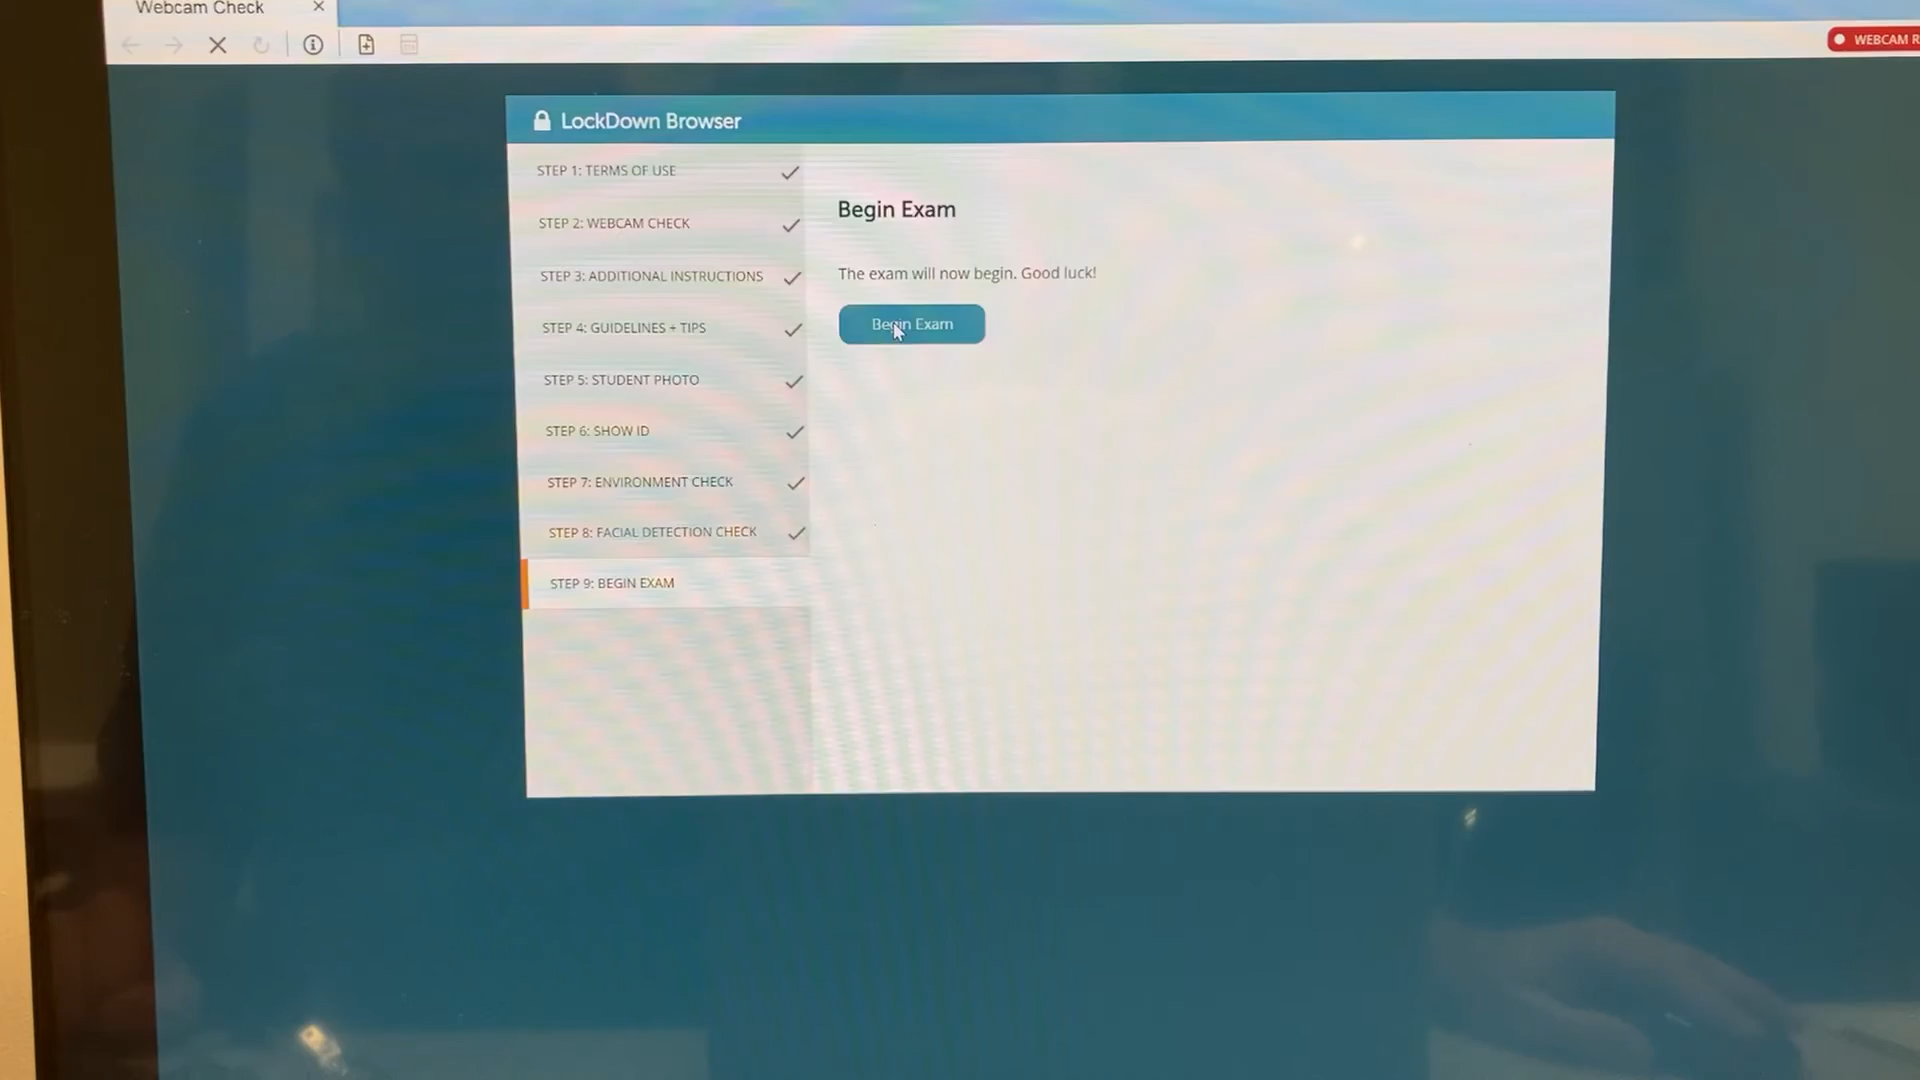 Webcam Check
WEBCAM R
LockDown Browser
STEP 1: TERMS OF USE
STEP 2: WEBCAM CHECK
STEP 3: ADDITIONAL INSTRUCTIONS
STEP 4: GUIDELINES + TIPS
STEP 5: STUDENT PHOTO
STEP 6: SHOW ID
STEP 7: ENVIRONMENT CHECK
STEP 8: FACIAL DETECTION CHECK
STEP 9: BEGIN EXAM
Begin Exam
The exam will now begin. Good luck!
Begin Exam